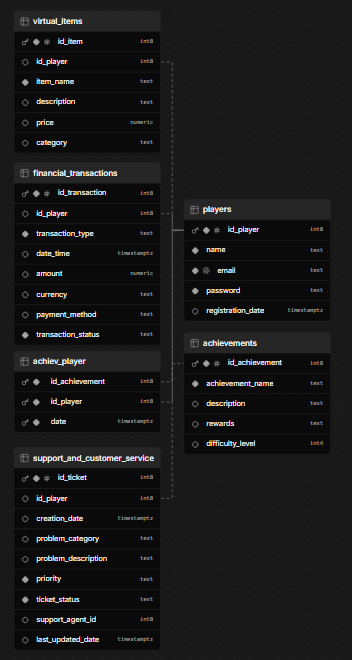 virtual_items
# id_item int8
id_player int8
item_name text
description text
price numeric
category text
financial_transactions
# id_transaction int8
id_player int8
transaction_type text
date_time timestamptz
amount numeric
currency text
payment_method text
transaction_status text
achiev_player
id_achievement int8
id_player int8
date timestamptz
support_and_customer_service
# id_ticket int8
id_player int8
creation_date timestamptz
problem_category text
problem_description text
priority text
ticket_status text
support_agent_id int8
last_updated_date timestamptz
players
# id_player int8
name text
email text
password text
registration_date timestamptz
achievements
# id_achievement int8
achievement_name text
description text
rewards text
difficulty_level int4